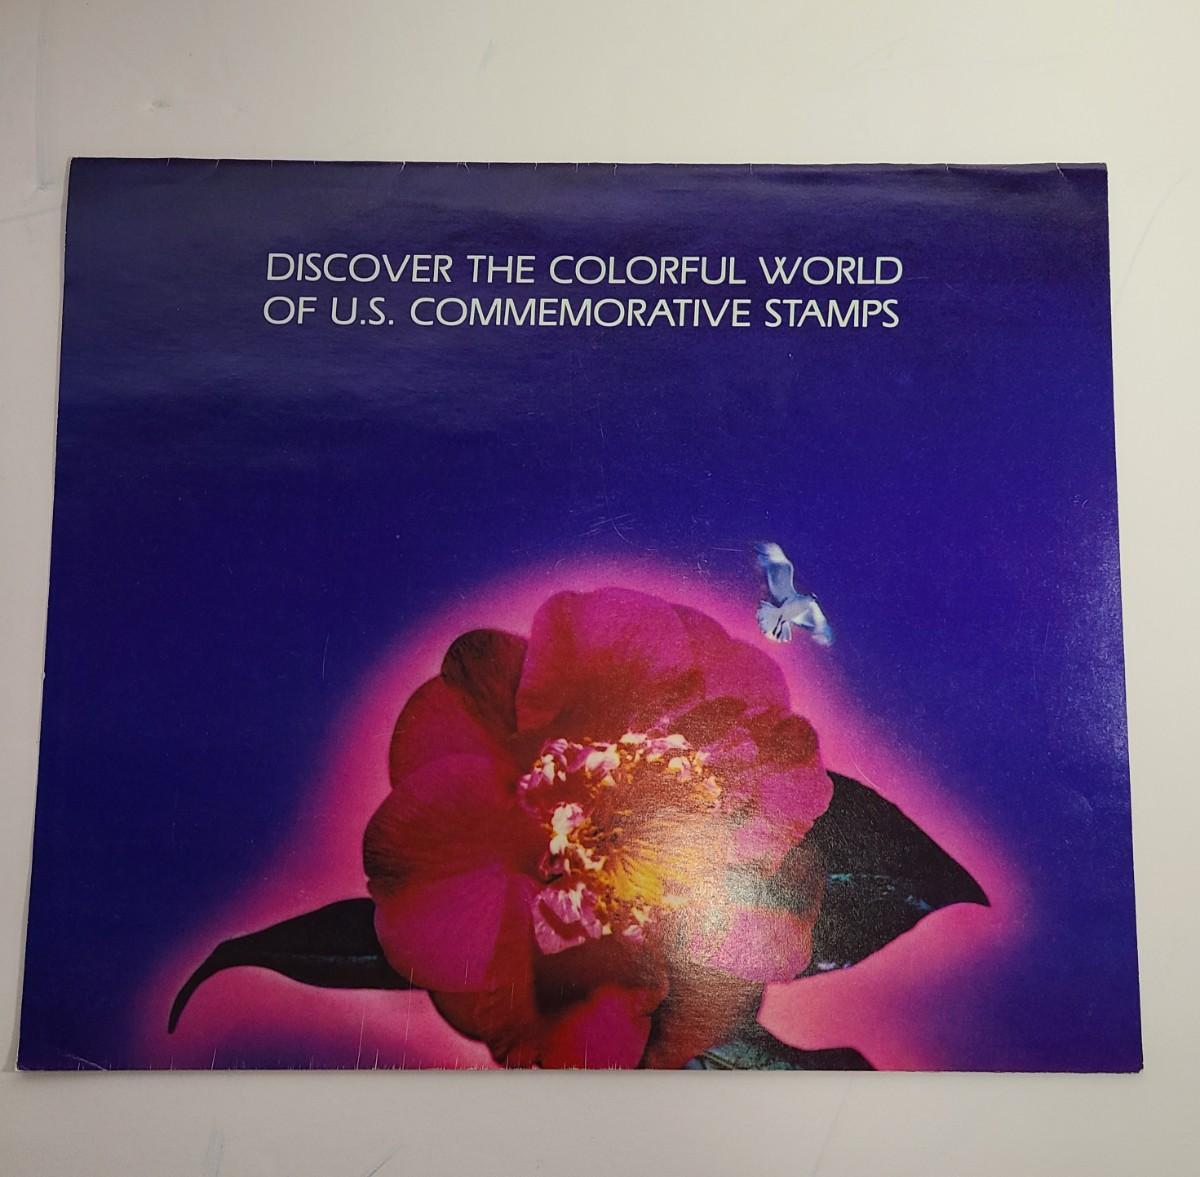 DISCOVER THE COLORFUL WORLD
OF U.S. COMMEMORATIVE STAMPS